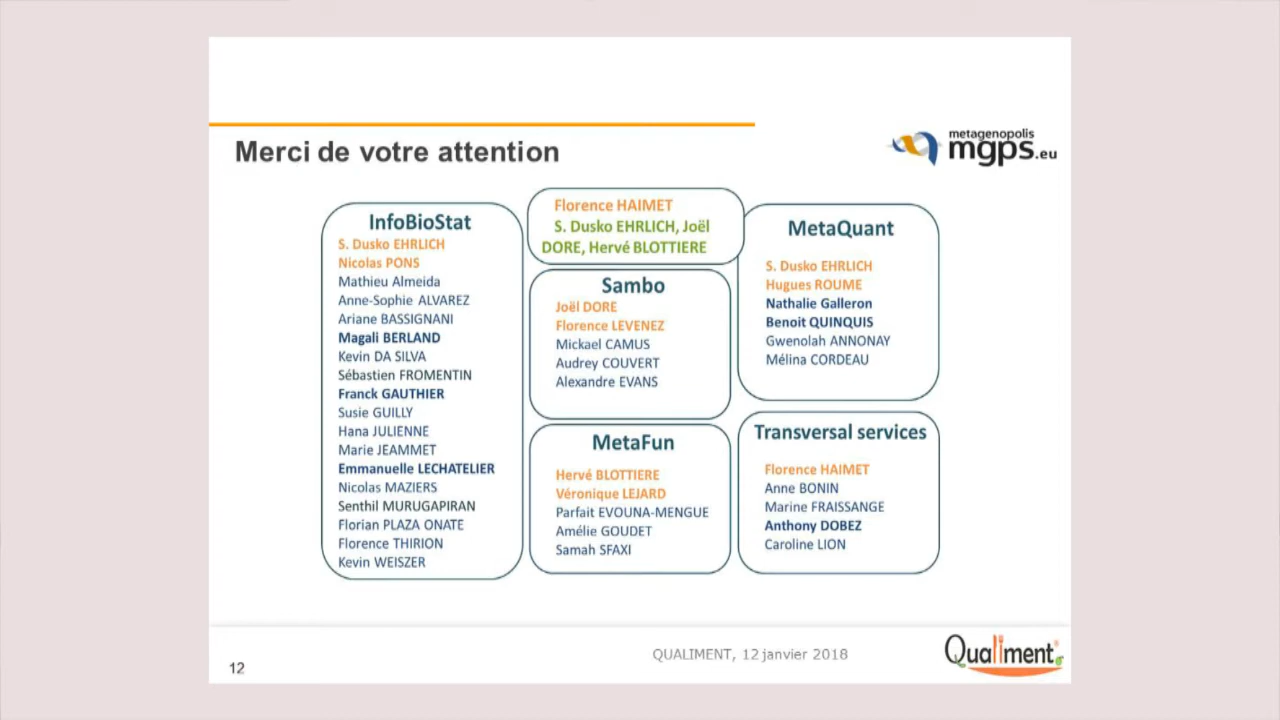 metagenopolis
mgps.eu
Merci de votre attention
InfoBioStat
S. Dusko EHRLICH
Nicolas PONS
Mathieu Almeida
Anne-Sophie ALVAREZ
Ariane BASSIGNANI
Magali BERLAND
Kevin DA SILVA
Sébastien FROMENTIN
Franck GAUTHIER
Susie GUILLY
Hana JULIENNE
Marie JEAMMET
Emmanuelle LECHATELIER
Nicolas MAZIERS
Senthil MURUGAPIRAN
Florian PLAZA ONATE
Florence THIRION
Kevin WEISZER
Florence HAIMET
S. Dusko EHRLICH, Joël
DORE, Hervé BLOTTIERE
Sambo
Joël DORE
Florence LEVENEZ
Mickael CAMUS
Audrey COUVERT
Alexandre EVANS
MetaFun
Hervé BLOTTIERE
Véronique LEJARD
Parfait EVOUNA-MENGUE
Amélie GOUDET
Samah SFAXI
MetaQuant
S. Dusko EHRLICH
Hugues ROUME
Nathalie Galleron
Benoit QUINQUIS
Gwenolah ANNONAY
Mélina CORDEAU
Transversal services
Florence HAIMET
Anne BONIN
Marine FRAISSANGE
Anthony DOBEZ
Caroline LION
12
QUALIMENT, 12 janvier 2018
Qualiment